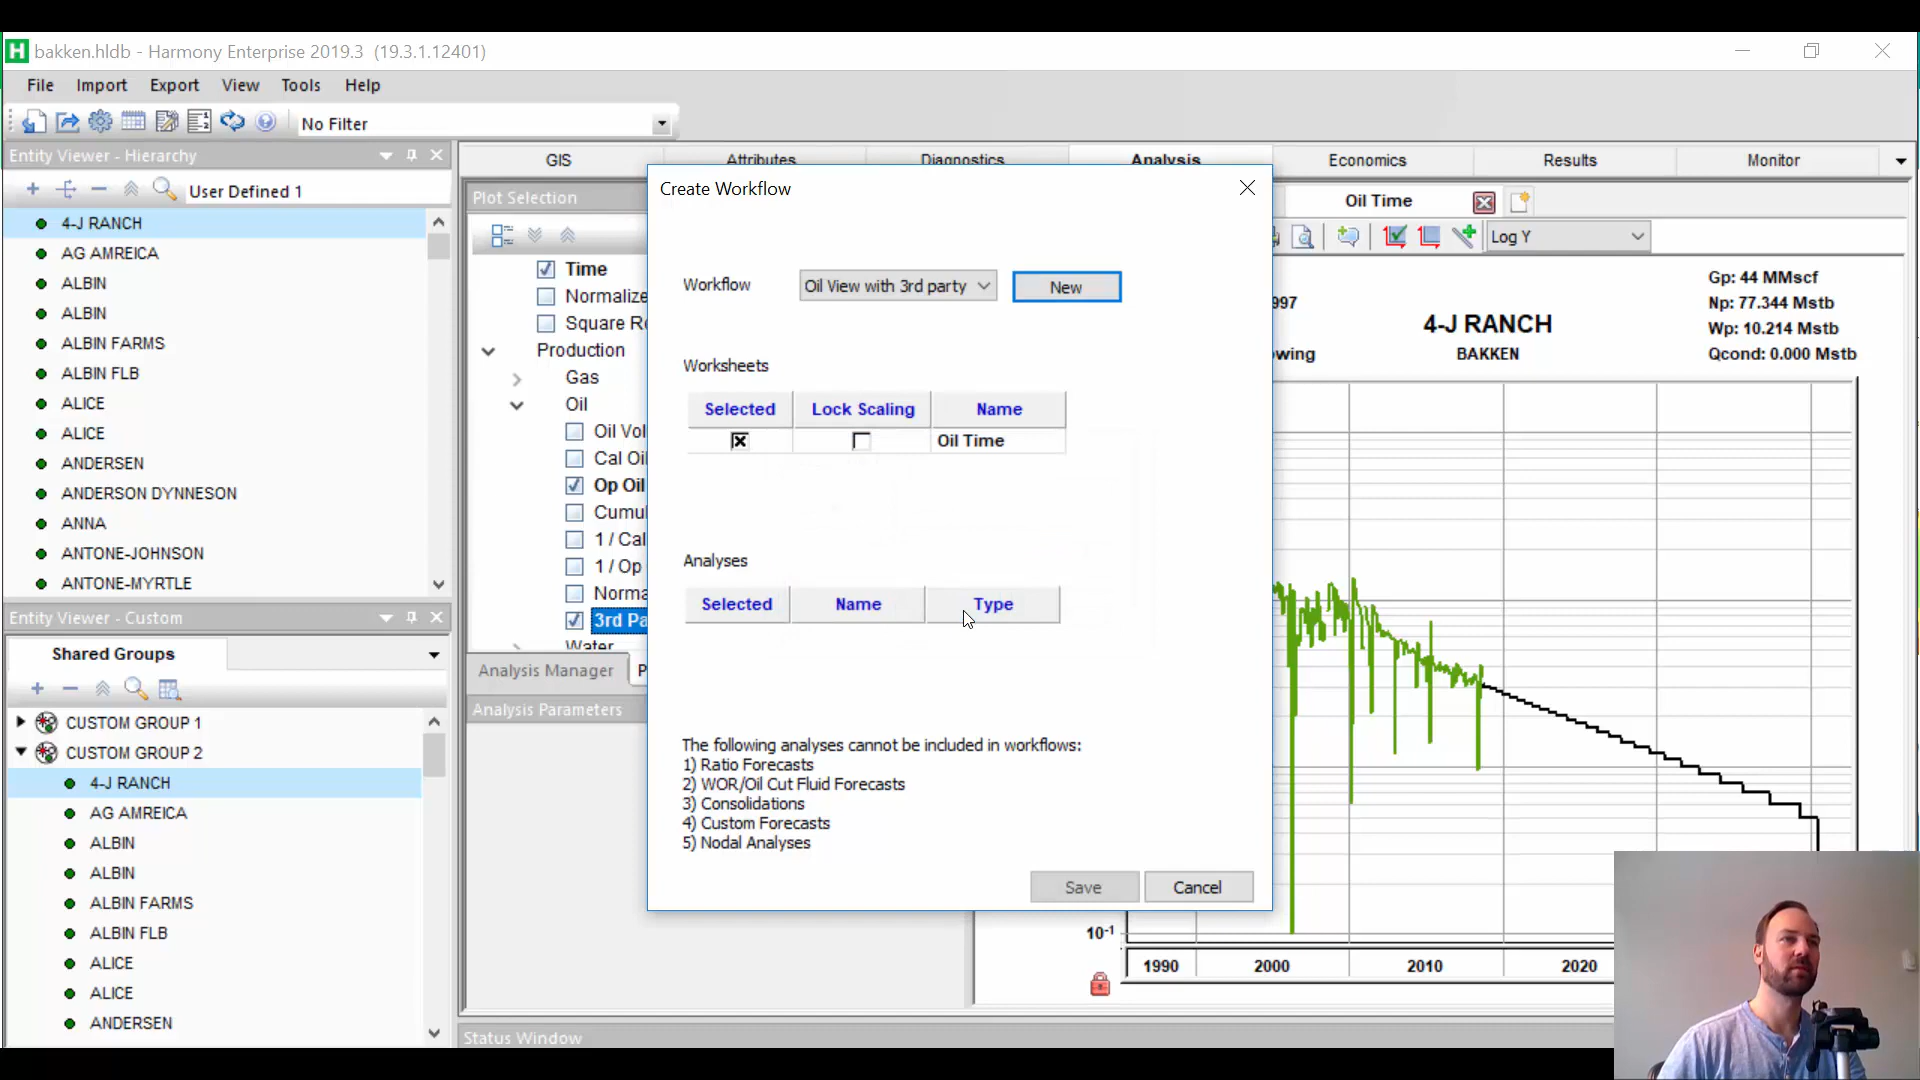 bakken.hldb - Harmony Enterprise 2019.3 (19.3.1.12401)
File Import Export View Tools Help
No Filter
Entity Viewer - Hierarchy
User Defined 1
4-J RANCH
AG AMREICA
ALBIN
ALBIN
ALBIN FARMS
ALBIN FLB
ALICE
ALICE
ANDERSEN
ANDERSON DYNNESON
ANNA
ANTONE-JOHNSON
ANTONE-MYRTLE
Entity Viewer - Custom
Shared Groups
CUSTOM GROUP 1
CUSTOM GROUP 2
4-J RANCH
AG AMREICA
ALBIN
ALBIN
ALBIN FARMS
ALBIN FLB
ALICE
ALICE
ANDERSEN
GIS Attributes Diagnostics Analysis Economics Results Monitor
Plot Selection
Time
Normalize
Square Ro
Production
Gas
Oil
Oil Vol
Cal Oil
Op Oil
Cumul
1 / Cal
1 / Op
Norma
3rd Pa
Water
Analysis Manager P
Analysis Parameters
Status Window
Create Workflow
Workflow Oil View with 3rd party New
Worksheets
Selected Lock Scaling Name
Oil Time
Analyses
Selected Name Type
The following analyses cannot be included in workflows:
1) Ratio Forecasts
2) WOR/Oil Cut Fluid Forecasts
3) Consolidations
4) Custom Forecasts
5) Nodal Analyses
Save Cancel
Oil Time
Log Y
997
wing
4-J RANCH
BAKKEN
Gp: 44 MMscf
Np: 77.344 Mstb
Wp: 10.214 Mstb
Qcond: 0.000 Mstb
10-1
1990 2000 2010 2020